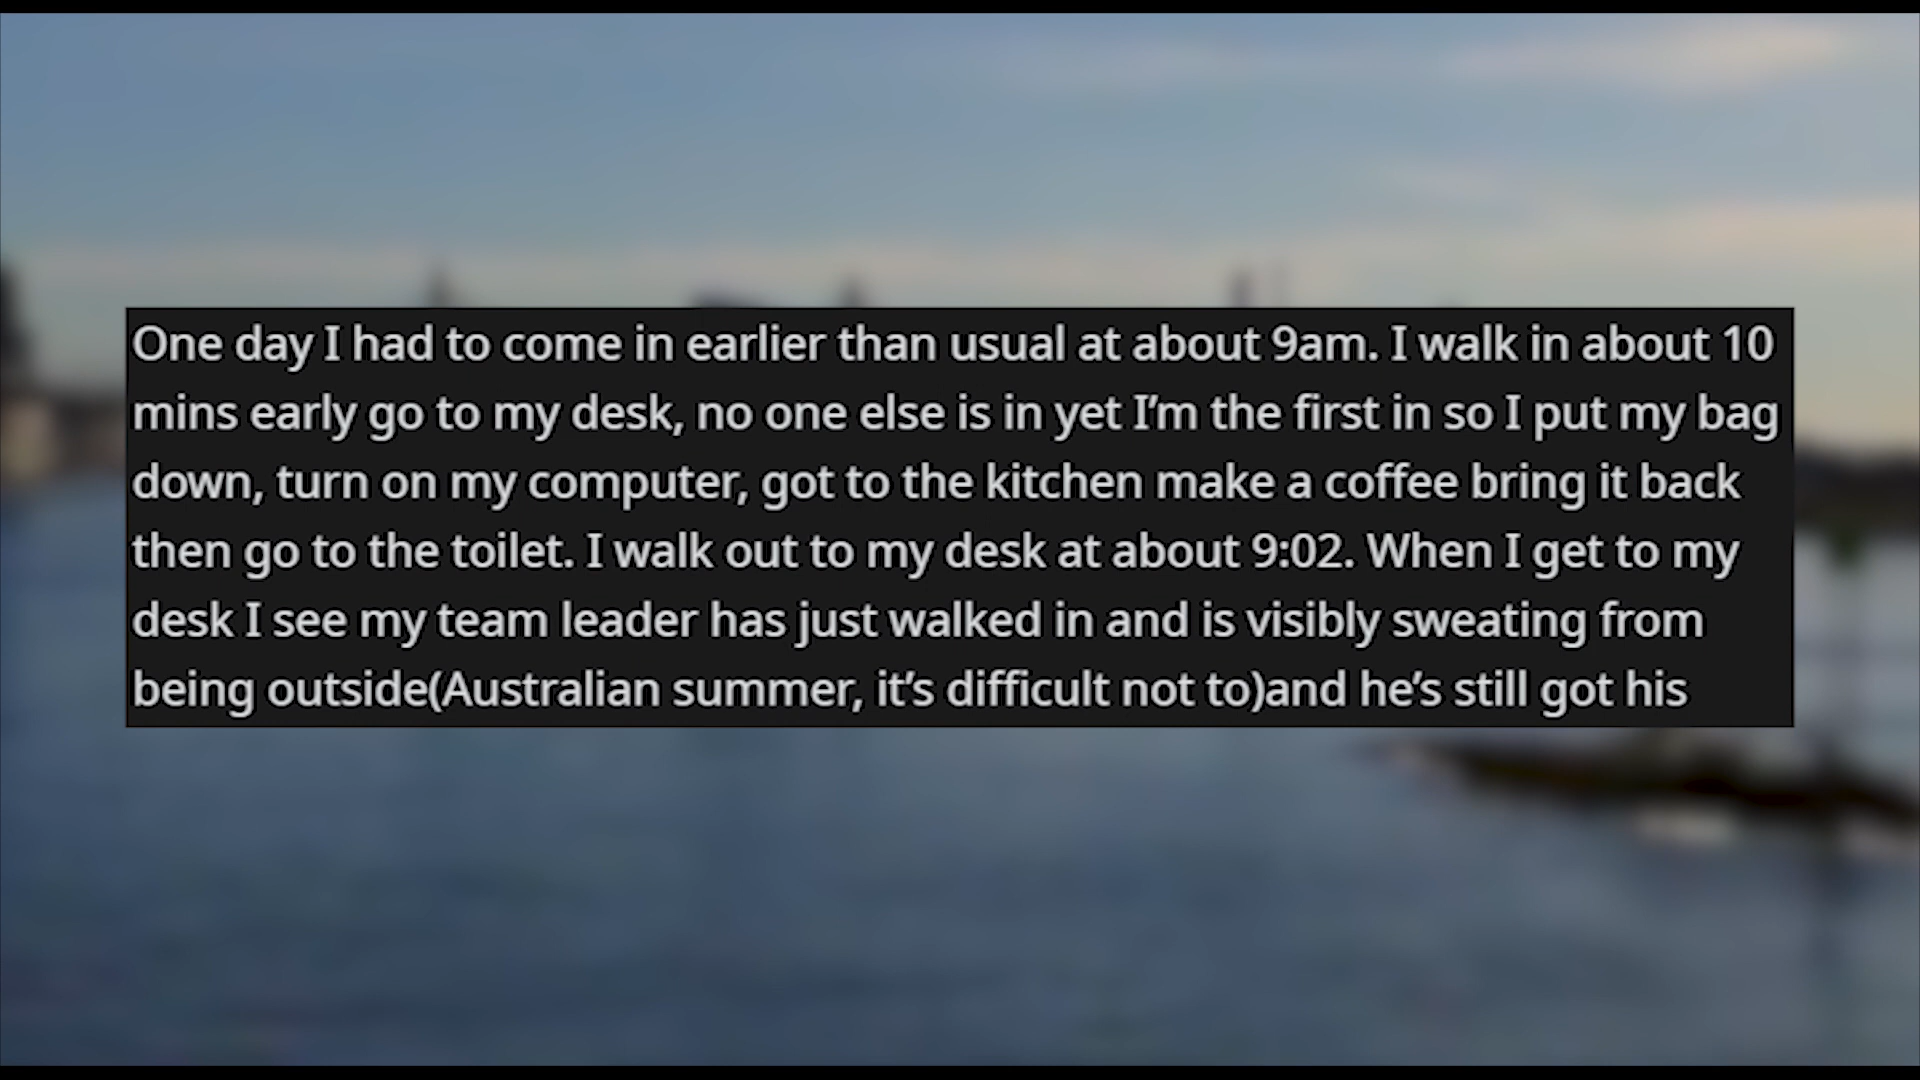 One day I had to come in earlier than usual at about 9am. I walk in about 10
mins early go to my desk, no one else is in yet I’m the first in so I put my bag
down, turn on my computer, got to the kitchen make a coffee bring it back
then go to the toilet. I walk out to my desk at about 9:02. When I get to my
desk I see my team leader has just walked in and is visibly sweating from
being outside(Australian summer, it’s difficult not to)and he’s still got his